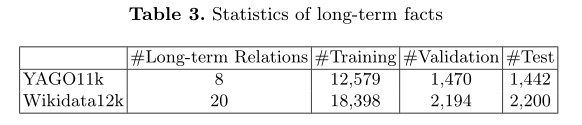 Table 3. Statistics of long-term facts
#Long-term Relations #Training #Validation #Test
YAGO11k 8 12,579 1,470 1,442
Wikidata12k 20 18,398 2,194 2,200